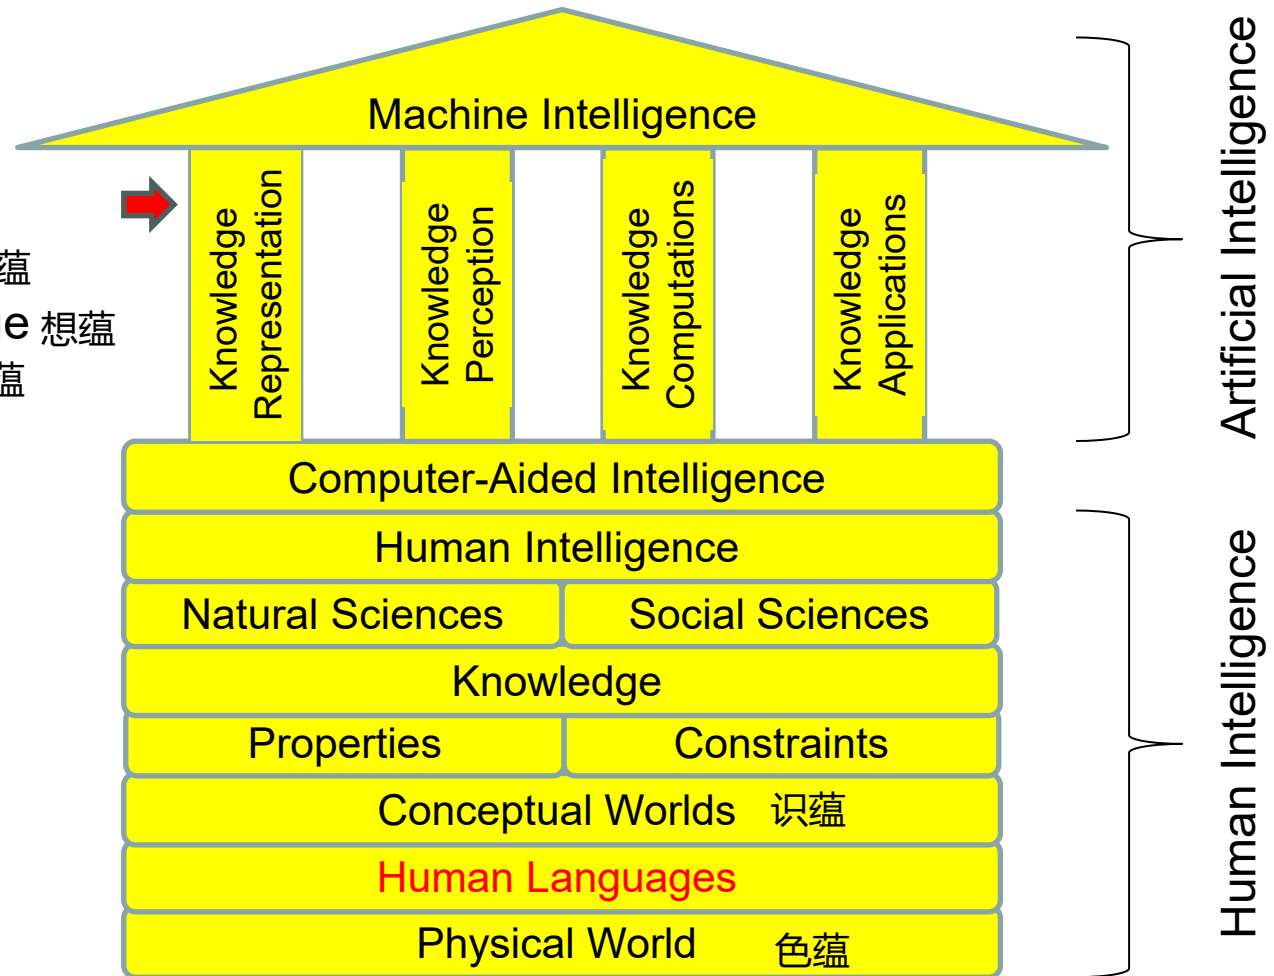 Machine Intelligence
蕴
ge 想蕴
蕴
Knowledge
Representation
Knowledge
Perception
Knowledge
Computations
Knowledge
Applications
Artificial Intelligence
Computer-Aided Intelligence
Human Intelligence
Natural Sciences
Social Sciences
Knowledge
Properties
Constraints
Conceptual Worlds 识蕴
Human Languages
Physical World 色蕴
Human Intelligence